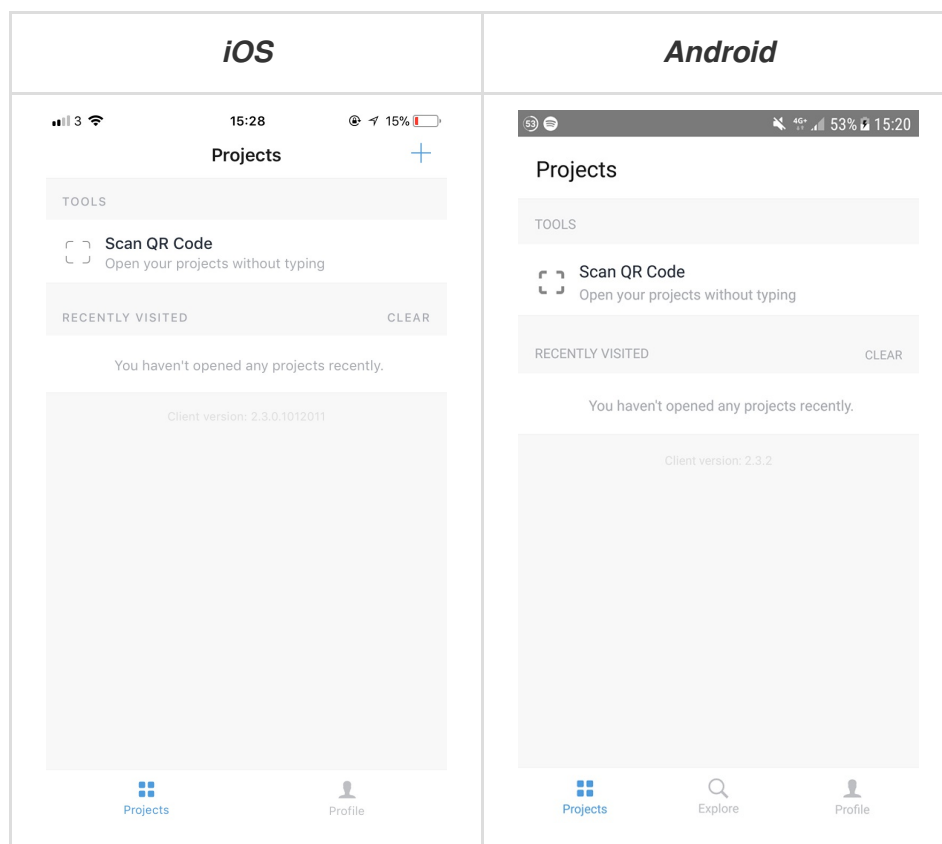 iOS
Android
3
15:28
15%
Projects
TOOLS
Scan QR Code
Open your projects without typing
RECENTLY VISITED CLEAR
You haven't opened any projects recently.
Client version: 2.3.0.1012011
Projects Profile
53 4G+ 53% 15:20
Projects
TOOLS
Scan QR Code
Open your projects without typing
RECENTLY VISITED CLEAR
You haven't opened any projects recently.
Client version: 2.3.2
Projects Explore Profile